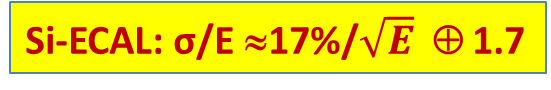 Si-ECAL: σ/E ≈17%/√E ⊕ 1.7